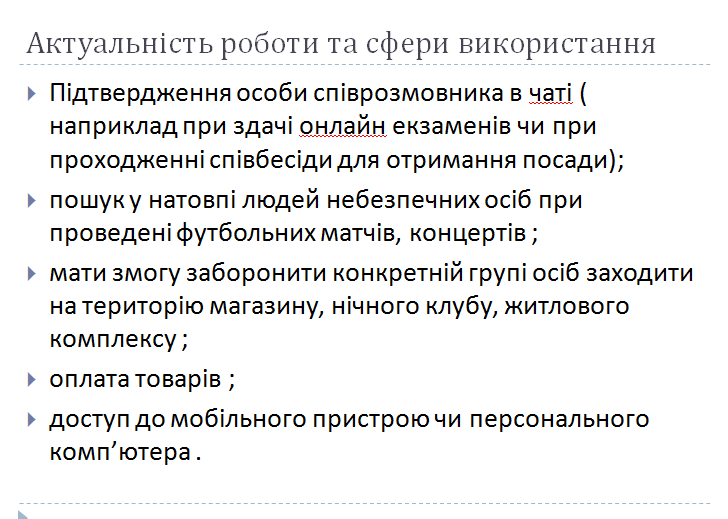 Актуальність роботи та сфери використання
Підтвердження особи співрозмовника в чаті (
наприклад при здачі онлайн екзаменів чи при
проходженні співбесіди для отримання посади);
пошук у натовпі людей небезпечних осіб при
проведені футбольних матчів, концертів ;
мати змогу заборонити конкретній групі осіб заходити
на територію магазину, нічного клубу, житлового
комплексу ;
оплата товарів ;
доступ до мобільного пристрою чи персонального
комп’ютера .